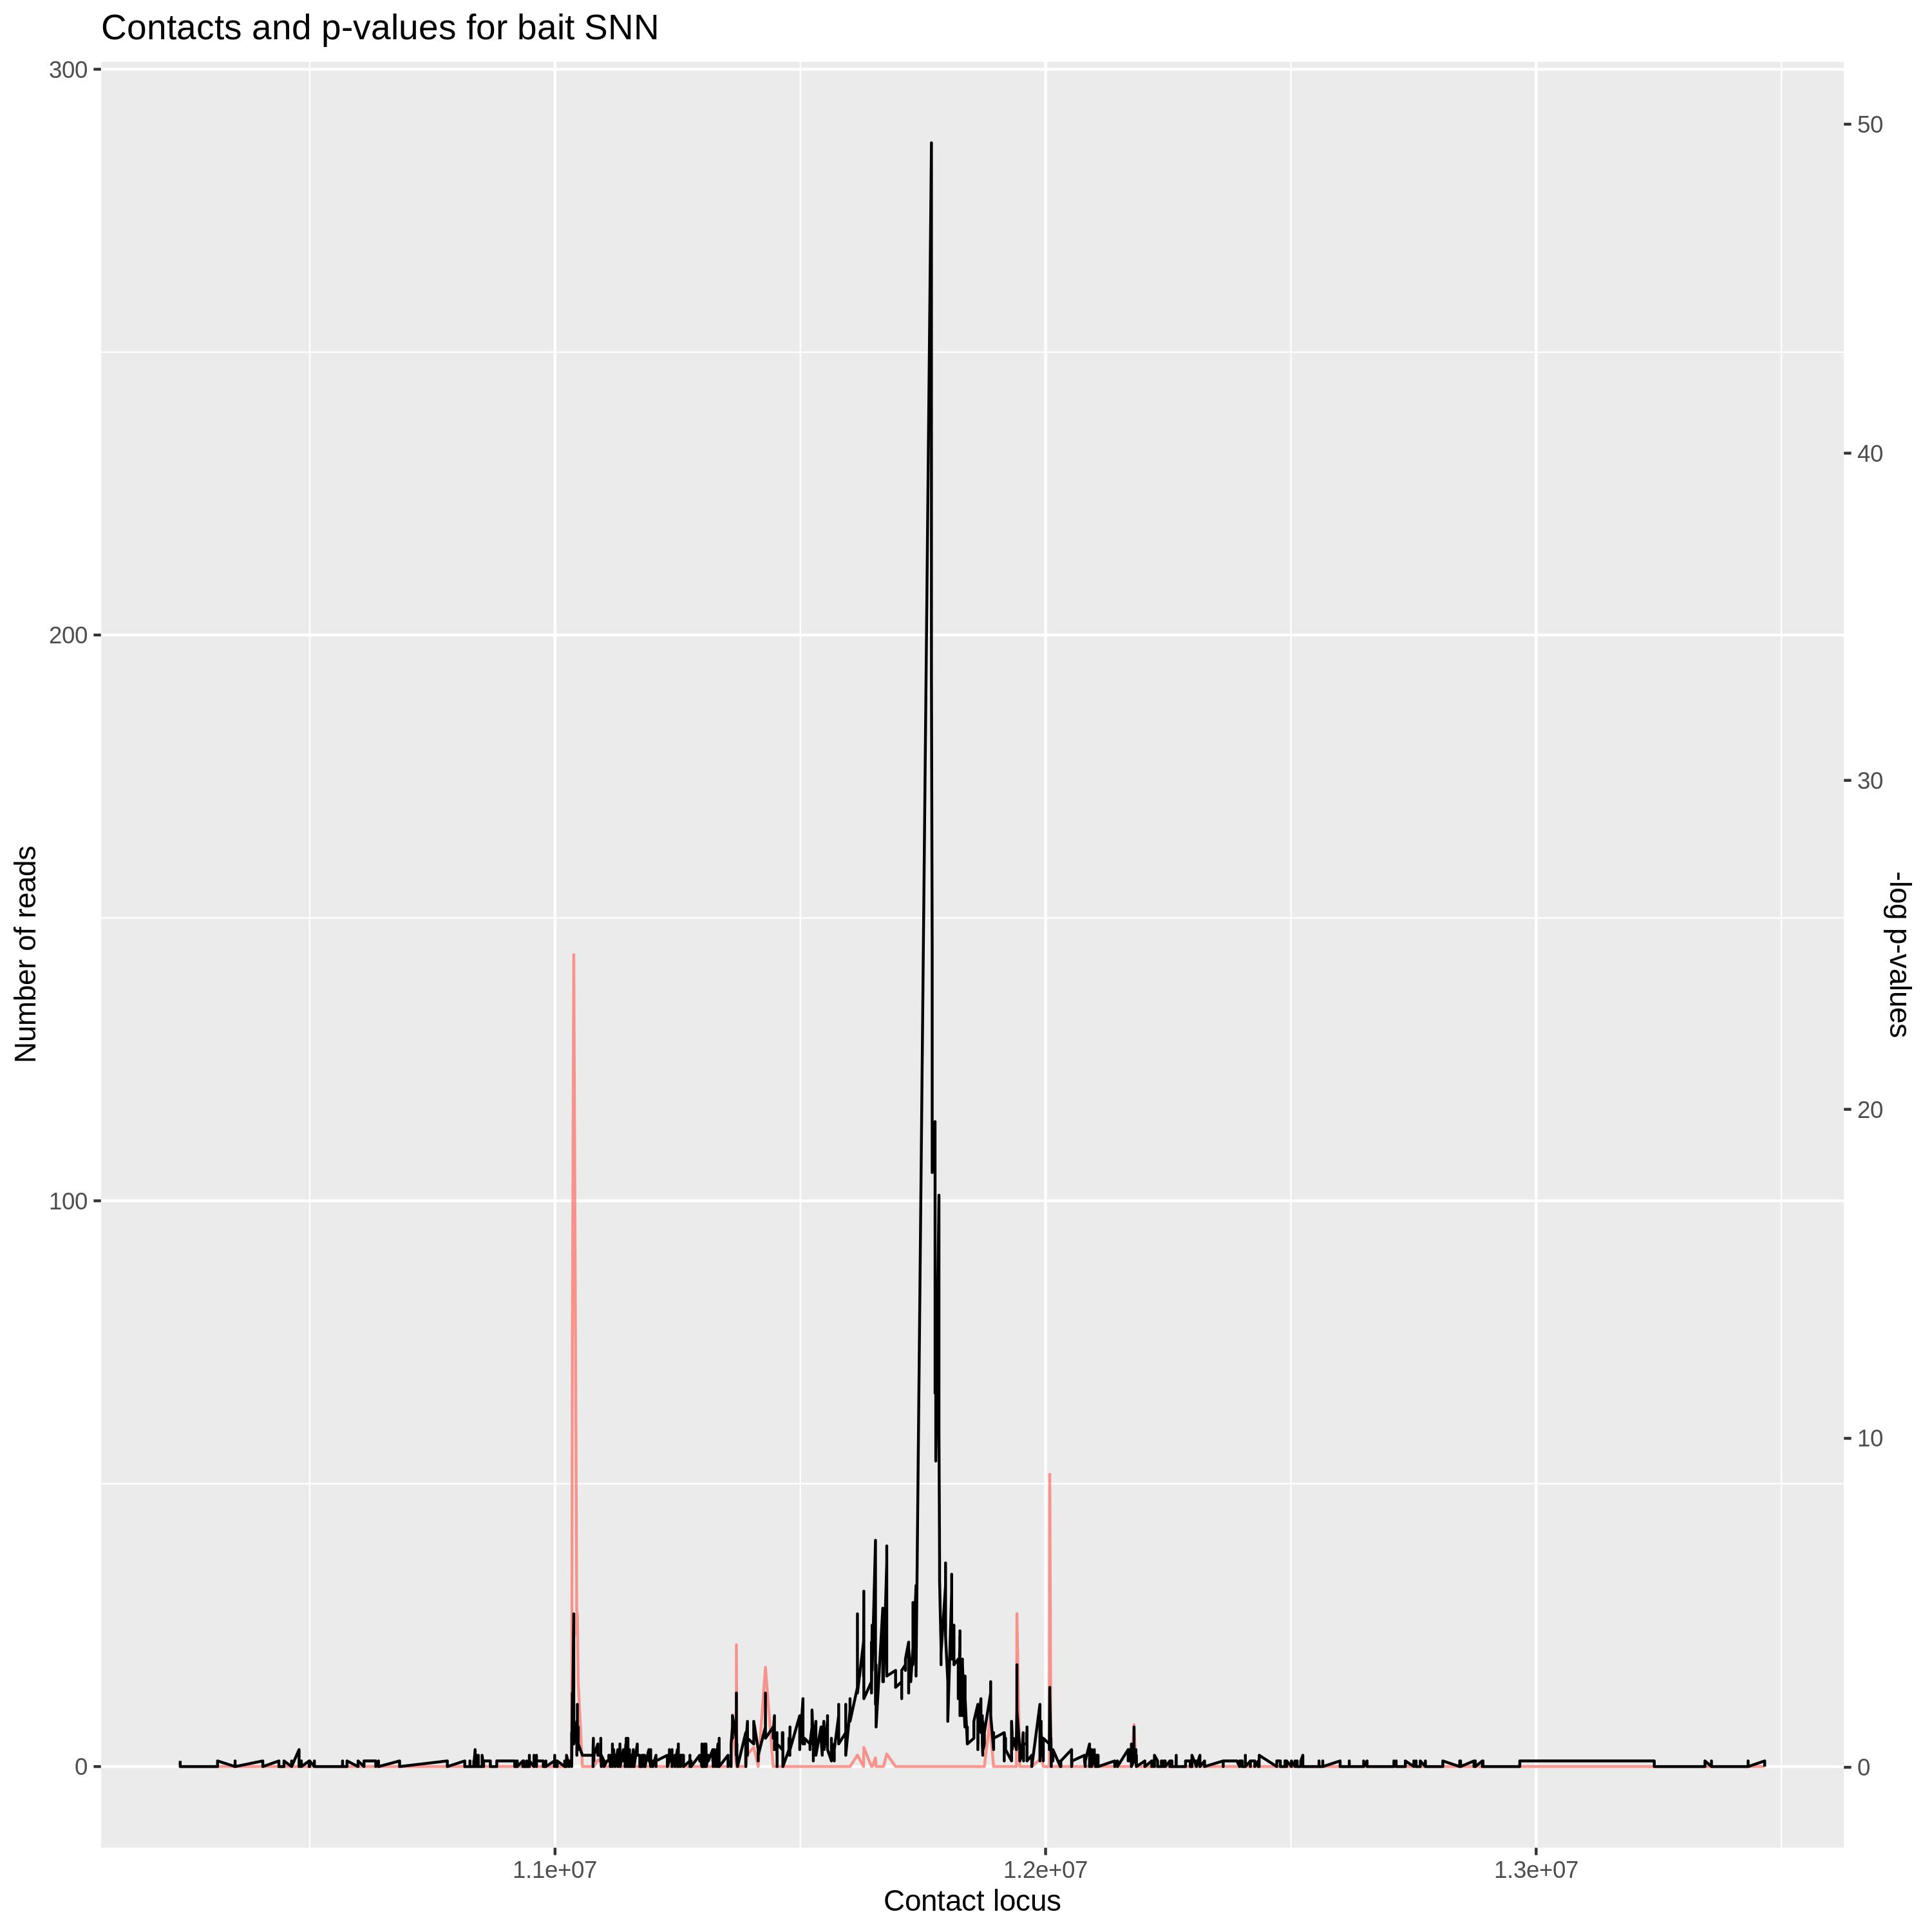 Contacts and p-values for bait SNN
300
200
100
0
Number of reads
50
40
30
20
10
0
-log p-values
1.1e+07
1.2e+07
1.3e+07
Contact locus